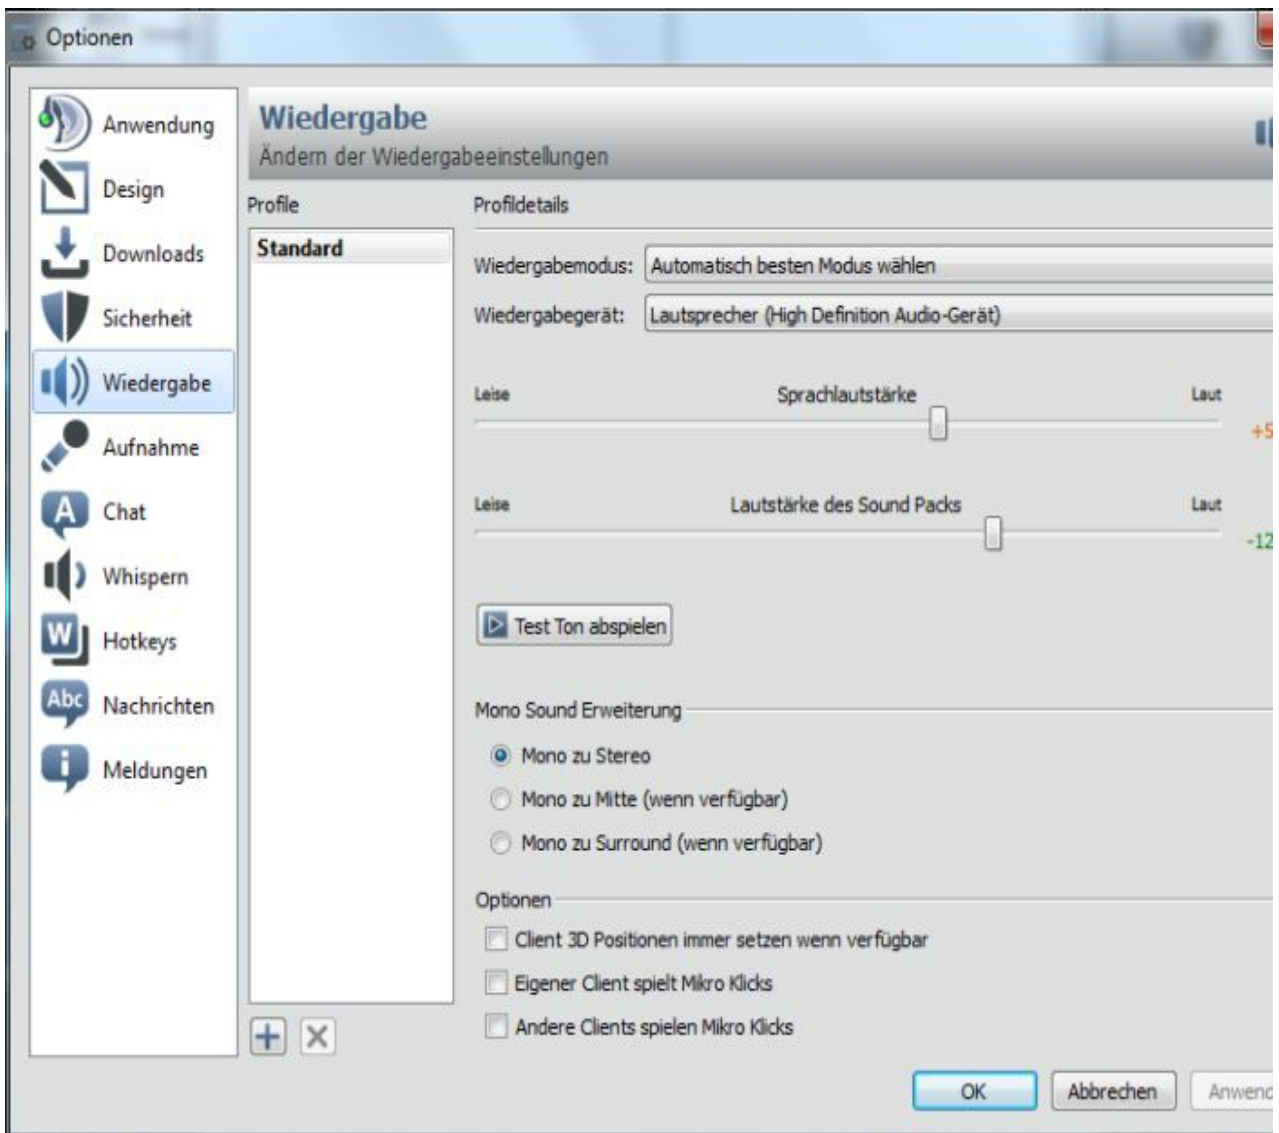 Optionen
Anwendung
Design
Downloads
Sicherheit
Wiedergabe
Aufnahme
A
Chat
Whispern
W
Hotkeys
Abc
Nachrichten
i
Meldungen
Wiedergabe
Ändern der Wiedergabeeinstellungen
Profile
Standard
Profildetails
Wiedergabemodus: Automatisch besten Modus wählen
Wiedergabegerät: Lautsprecher (High Definition Audio-Gerät)
Leise Sprachlautstärke Laut
+5
Leise Lautstärke des Sound Packs Laut
-12
Test Ton abspielen
Mono Sound Erweiterung
Mono zu Stereo
Mono zu Mitte (wenn verfügbar)
Mono zu Surround (wenn verfügbar)
Optionen
Client 3D Positionen immer setzen wenn verfügbar
Eigener Client spielt Mikro Klicks
Andere Clients spielen Mikro Klicks
OK Abbrechen Anwend